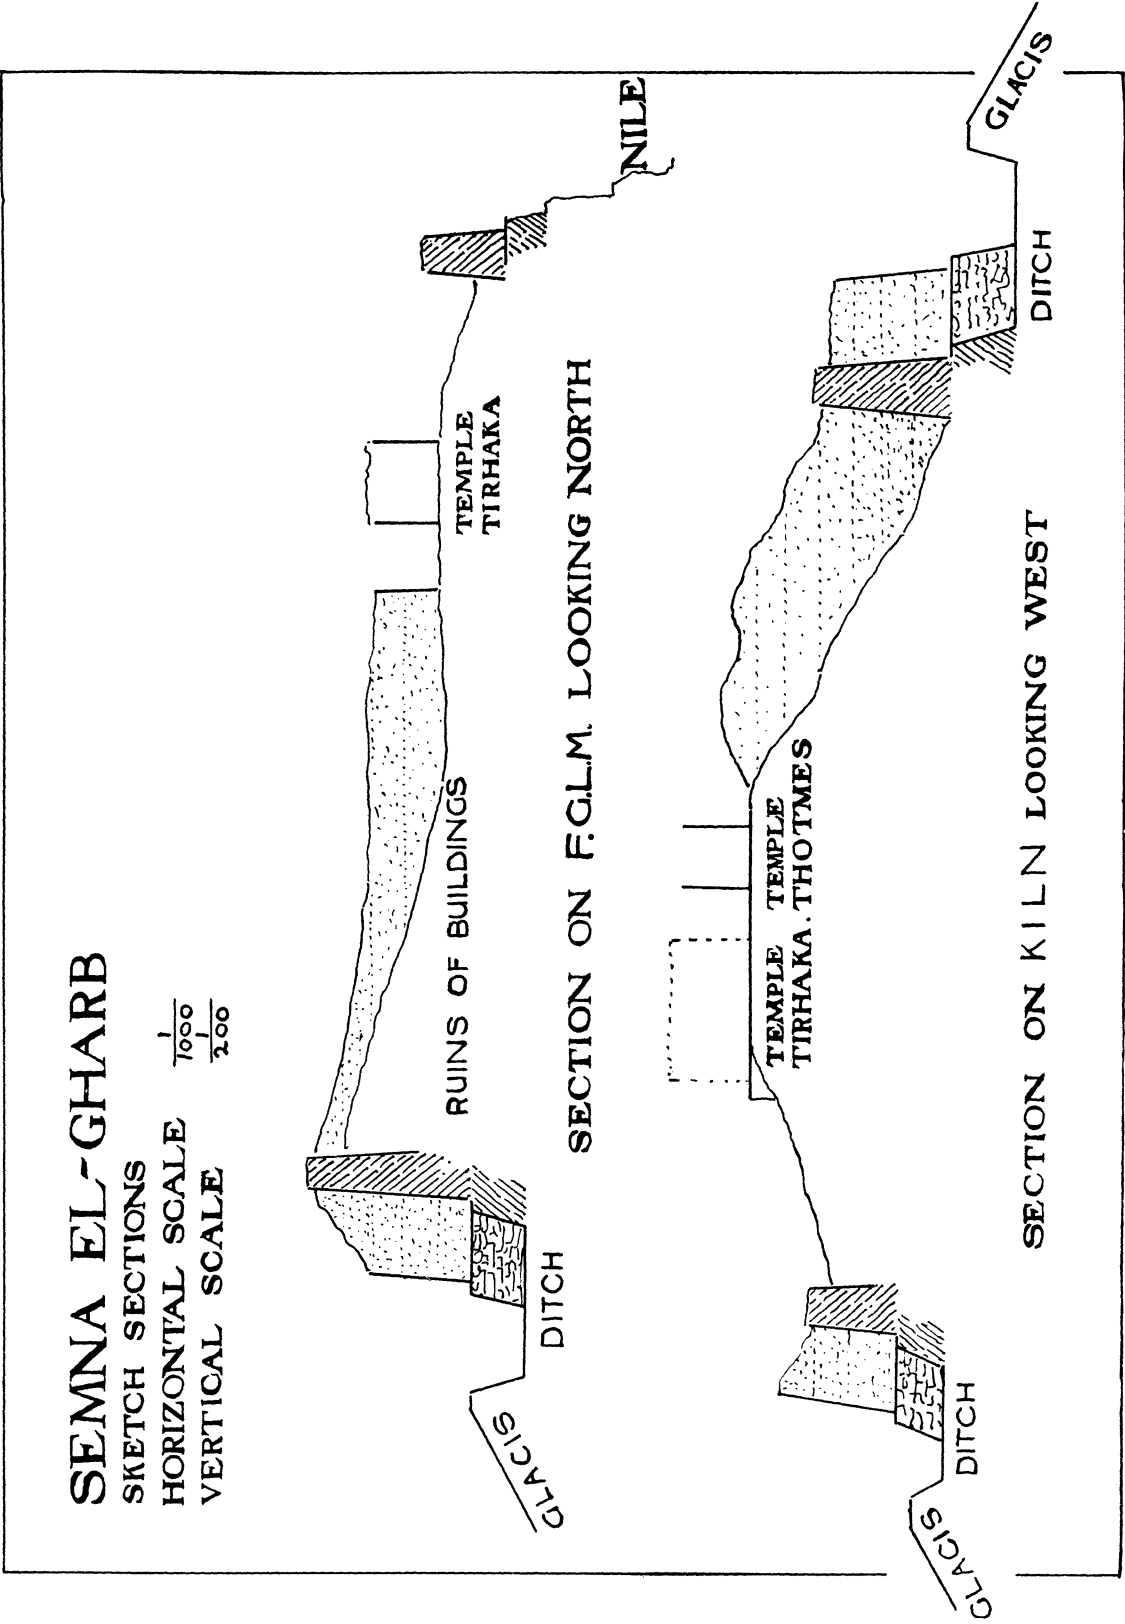 SEMNA EL-GHARB
SKETCH SECTIONS
HORIZONTAL SCALE 1/1000
VERTICAL SCALE 1/200
NILE
TEMPLE
TIRHAKA
RUINS OF BUILDINGS
DITCH
GLACIS
SECTION ON F.G.L.M. LOOKING NORTH
GLACIS
DITCH
TEMPLE TEMPLE
TIRHAKA. THOTMES
DITCH
GLACIS
SECTION ON KILN LOOKING WEST